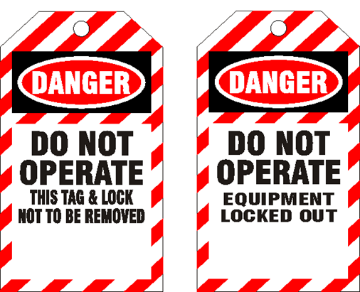 DANGER
DO NOT
OPERATE
THIS TAG & LOCK
NOT TO BE REMOVED
DANGER
DO NOT
OPERATE
EQUIPMENT
LOCKED OUT